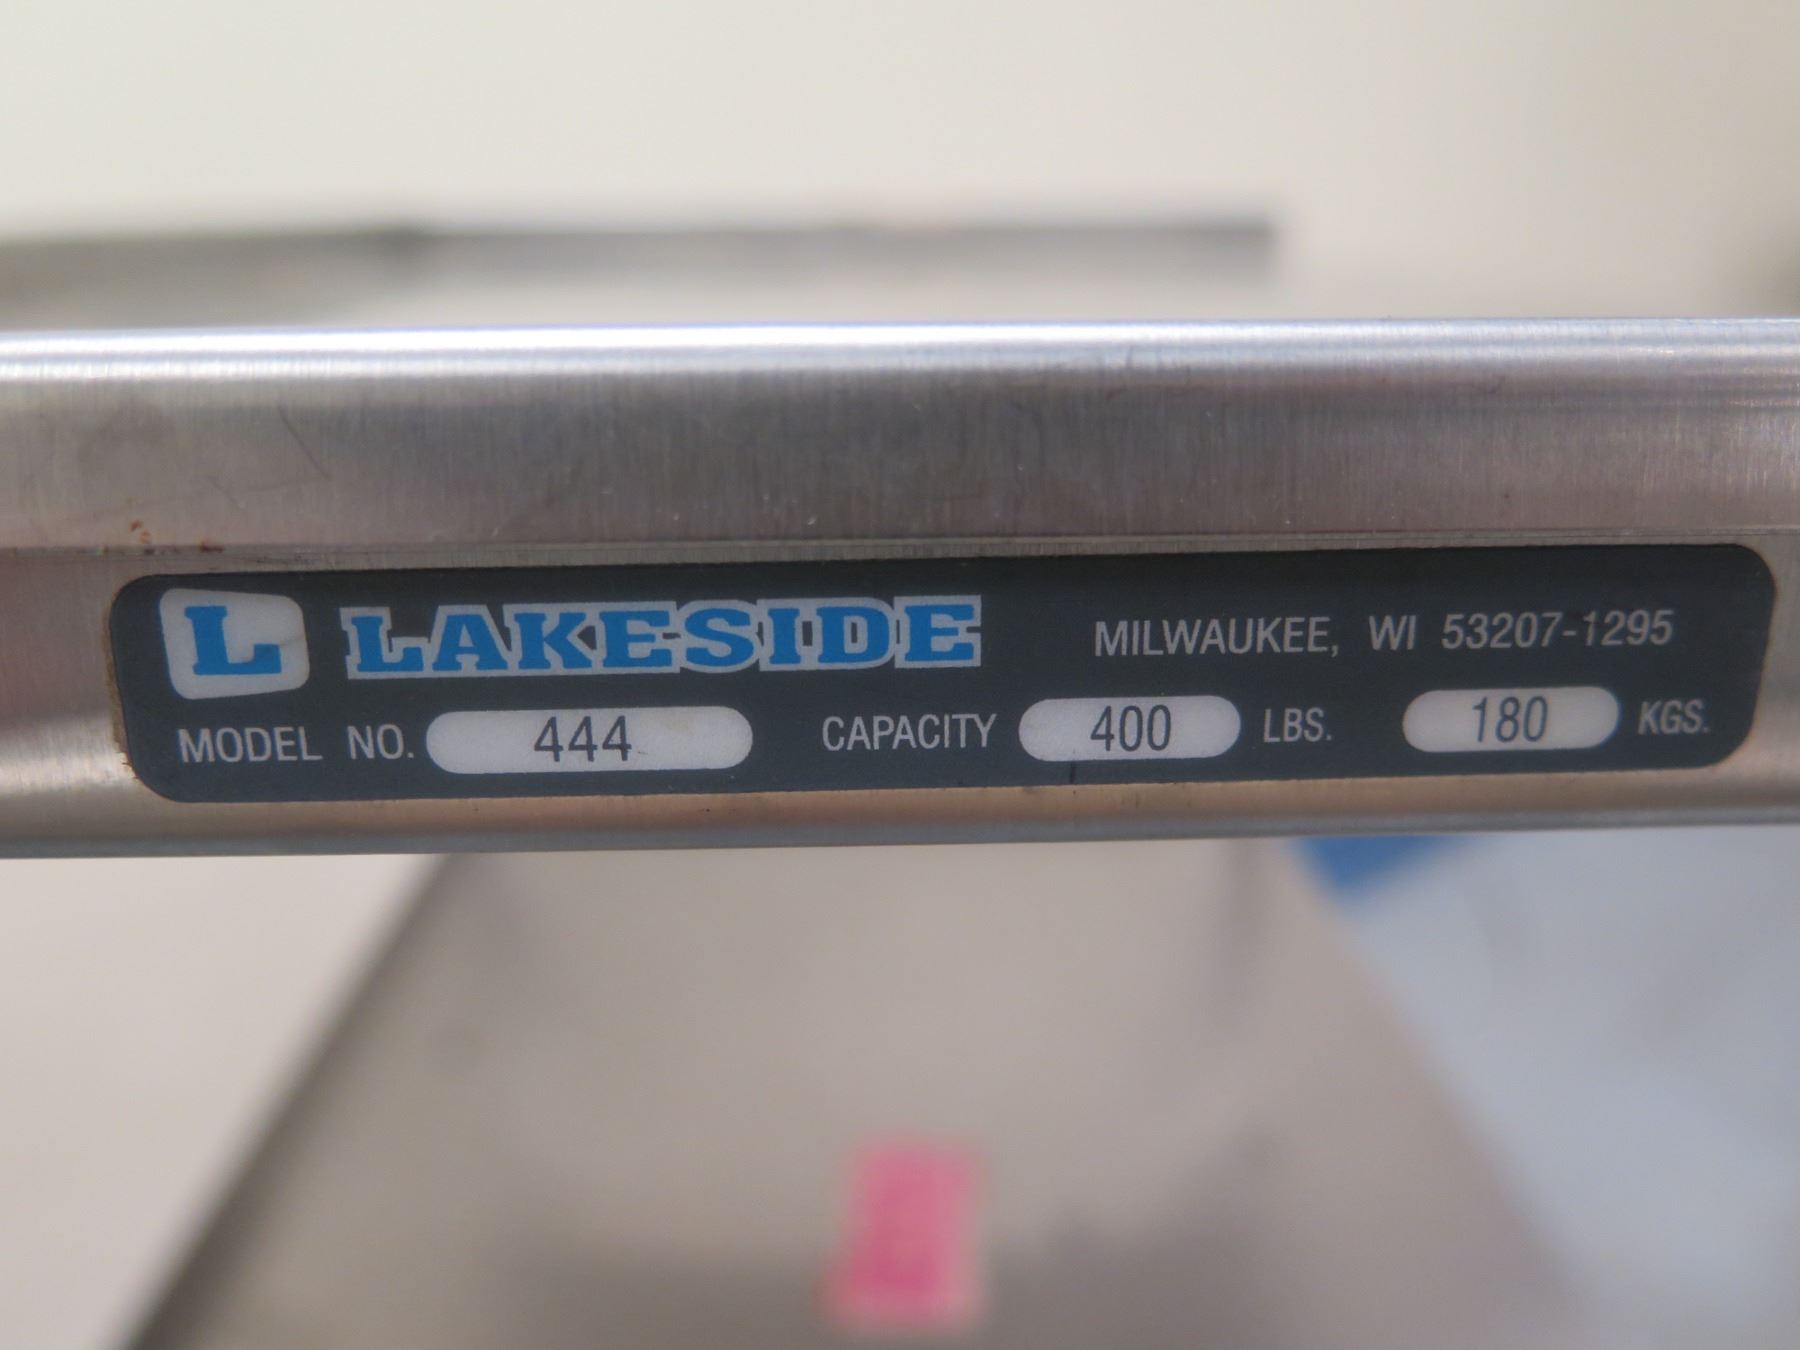 L LAKESIDE MILWAUKEE, WI 53207-1295
MODEL NO. 444 CAPACITY 400 LBS. 180 KGS.